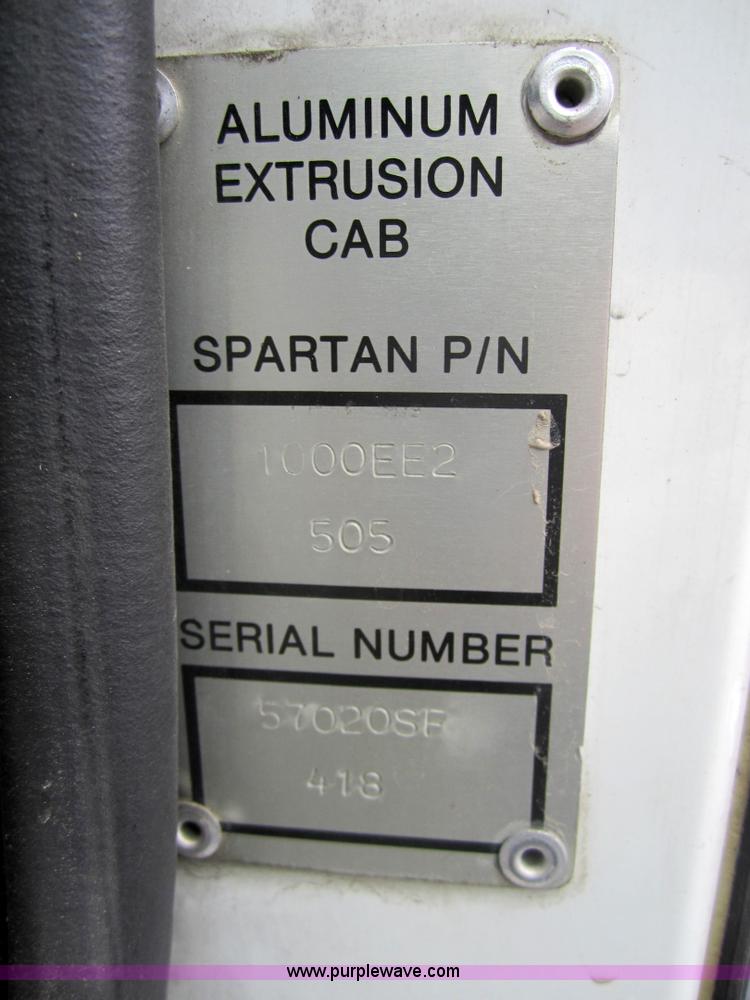 ALUMINUM
EXTRUSION
CAB
SPARTAN P/N
1000EE2
505
SERIAL NUMBER
57020SF
418
www.purplewave.com